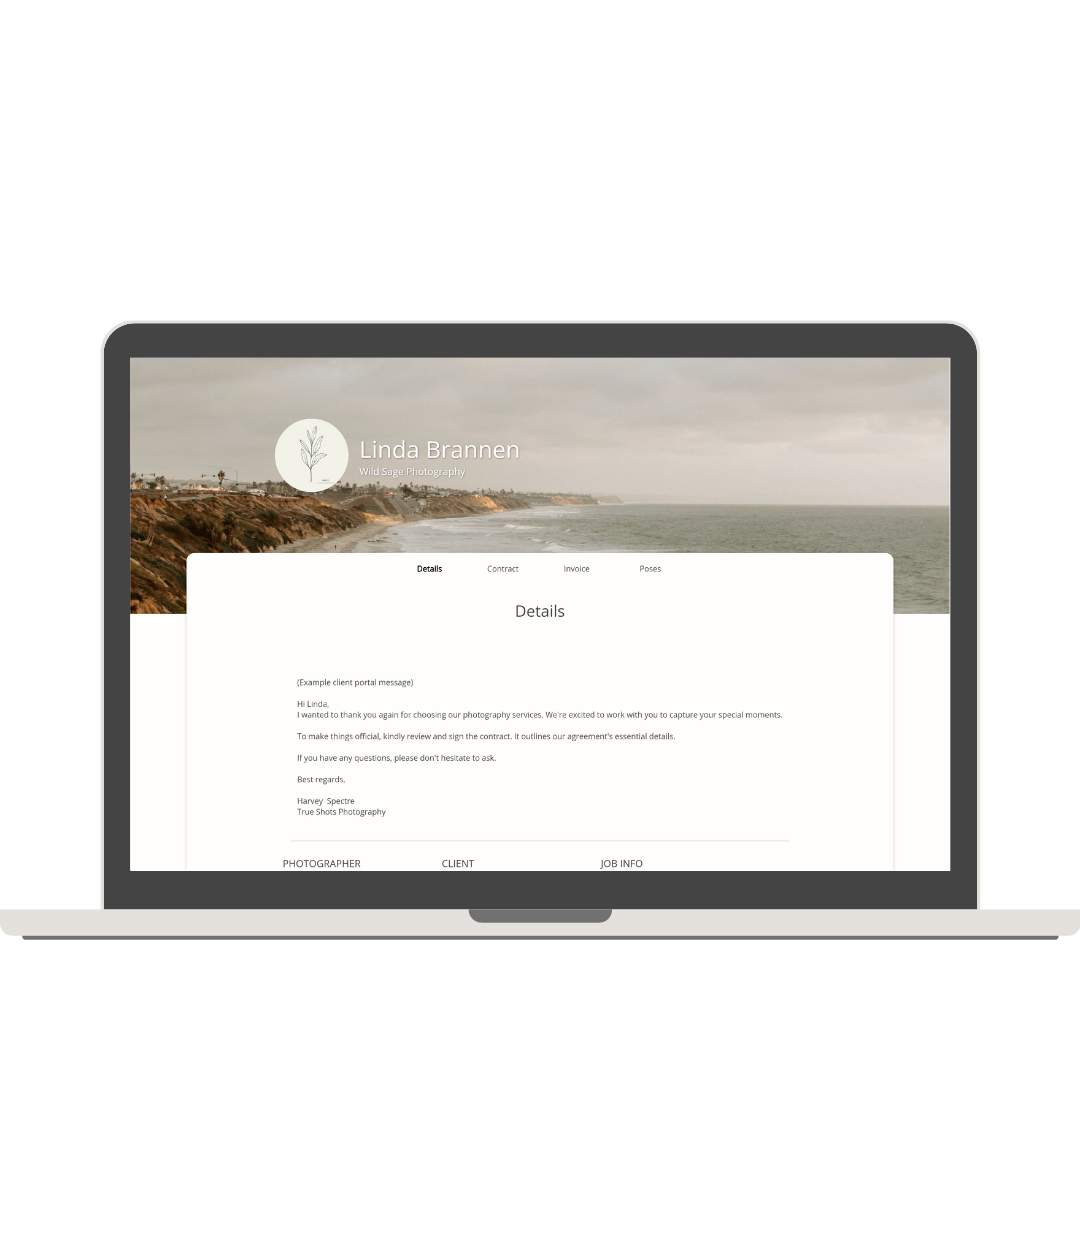 Linda Brannen
Wild Sage Photography
Details Contract Invoice Poses
Details
(Example client portal message)
Hi Linda,
I wanted to thank you again for choosing our photography services. We're excited to work with you to capture your special moments.
To make things official, kindly review and sign the contract. It outlines our agreement's essential details.
If you have any questions, please don't hesitate to ask.
Best regards,
Harvey Spectre
True Shots Photography
PHOTOGRAPHER CLIENT JOB INFO